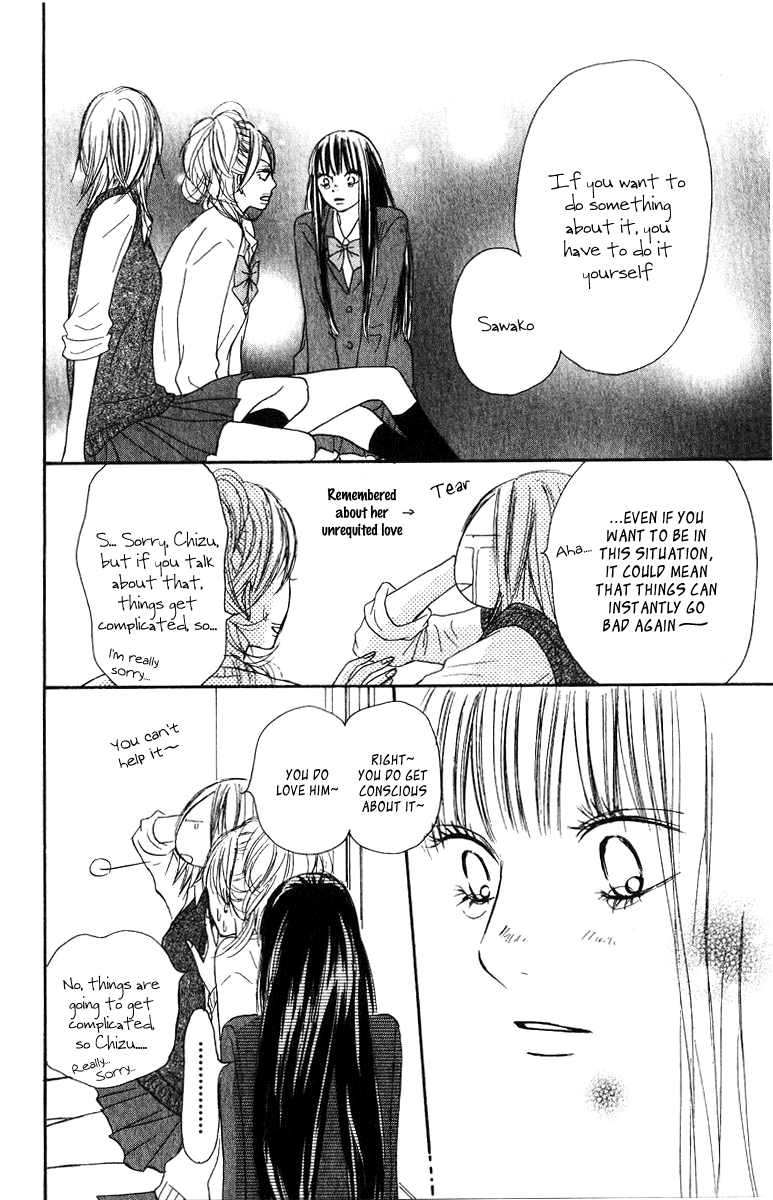 If you want to
do something
about it, you
have to do it
yourself
Sawako
...EVEN IF YOU
WANT TO BE IN
THIS SITUATION,
IT COULD MEAN
THAT THINGS CAN
INSTANTLY GO
BAD AGAIN~
Aha...
Tear
Remembered
about her →
unrequited love
S... Sorry, Chizu,
but if you talk
about that,
things get
complicated, so...
I'm really
sorry...
RIGHT~
YOU DO GET
CONSCIOUS
ABOUT IT~
YOU DO
LOVE HIM~
You can't
help it~
No, things are
going to get
complicated,
so Chizu.....
Really...
sorry...
.........